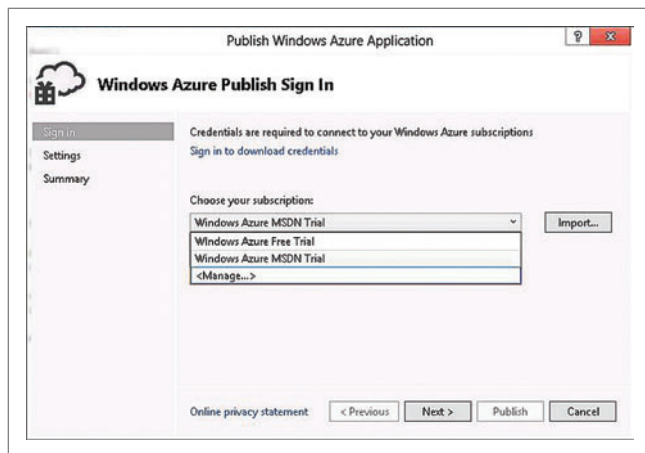 Publish Windows Azure Application
?
Windows Azure Publish Sign In
Sign in
Settings
Summary
Credentials are required to connect to your Windows Azure subscriptions
Sign in to download credentials
Choose your subscription:
Windows Azure MSDN Trial
Import...
Windows Azure Free Trial
Windows Azure MSDN Trial
<Manage...>
Online privacy statement
< Previous
Next >
Publish
Cancel